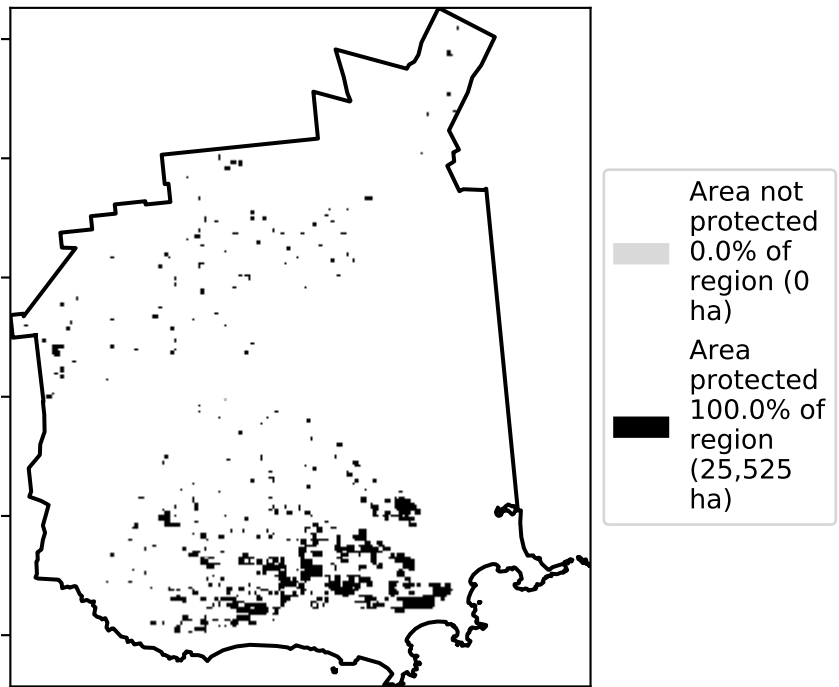 Area not
protected
0.0% of
region (0
ha)
Area
protected
100.0% of
region
(25,525
ha)